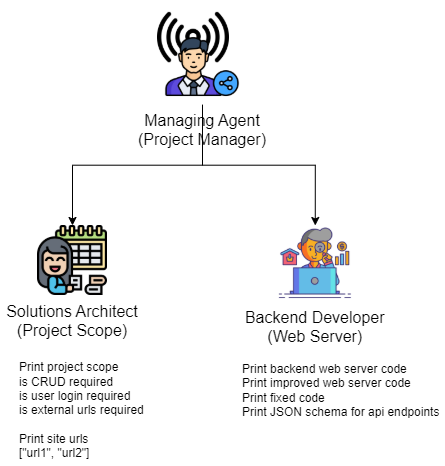 Managing Agent
(Project Manager)
Solutions Architect
(Project Scope)
Print project scope
is CRUD required
is user login required
is external urls required
Print site urls
["url1", "url2"]
Backend Developer
(Web Server)
Print backend web server code
Print improved web server code
Print fixed code
Print JSON schema for api endpoints